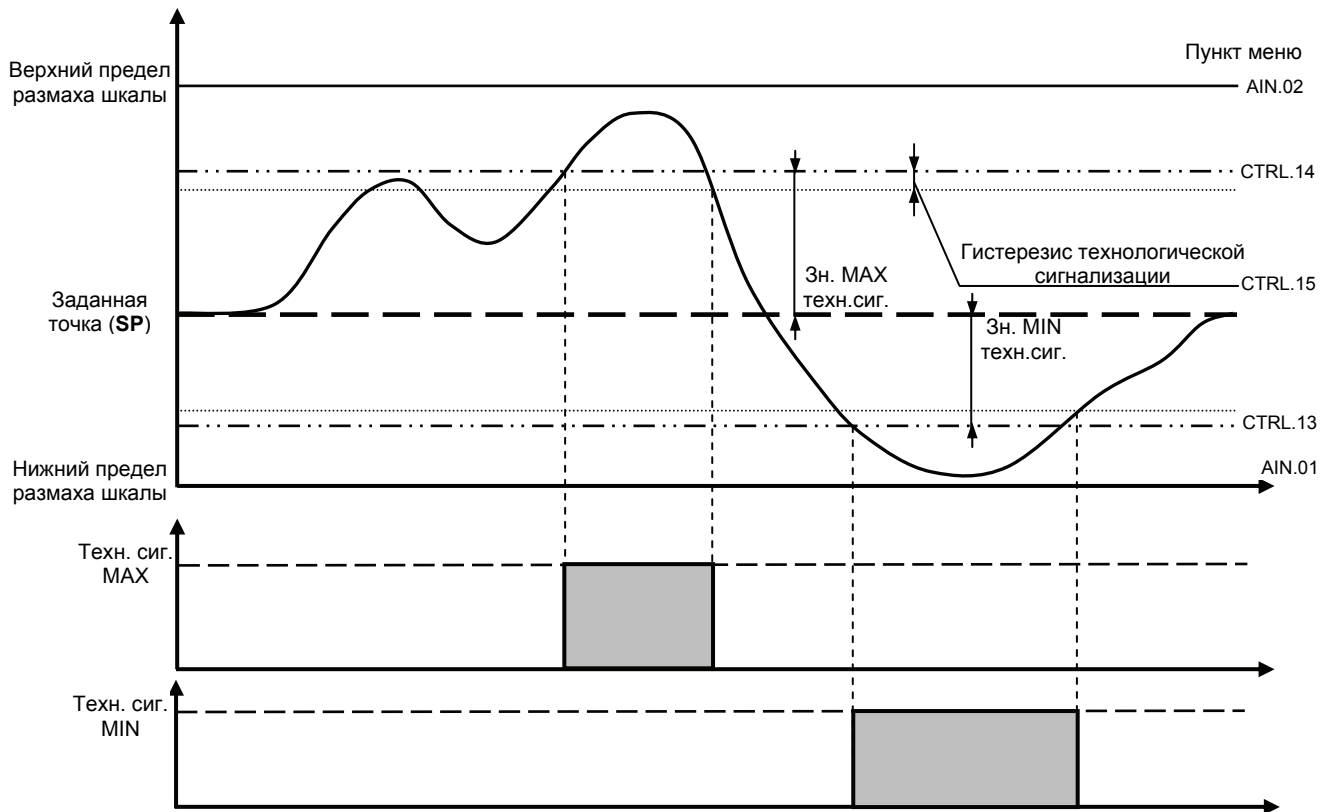 Пункт меню
Верхний предел
размаха шкалы
AIN.02
CTRL.14
Гистерезис технологической
сигнализации
CTRL.15
Зн. MAX
техн.сиг.
Заданная
точка (SP)
Зн. MIN
техн.сиг.
CTRL.13
Нижний предел
размаха шкалы
AIN.01
Техн. сиг.
MAX
Техн. сиг.
MIN